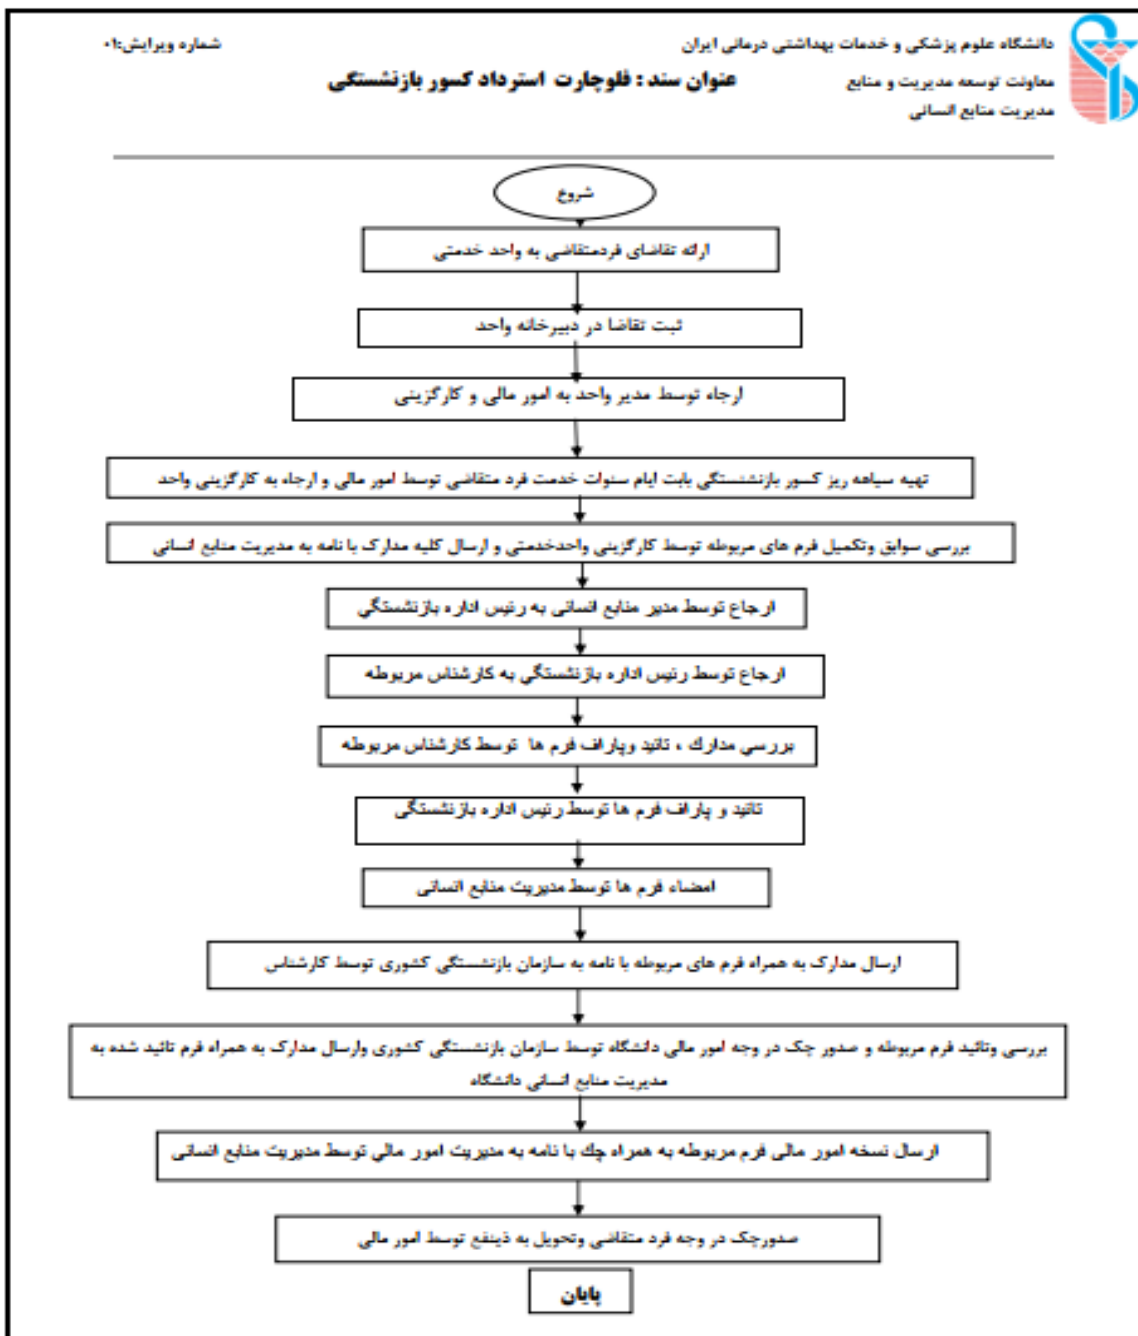 دانشگاه علوم پزشکی و خدمات بهداشتی درمانی ایران
شماره ویرایش:۰۱
معاونت توسعه مدیریت و منابع
عنوان سند : فلوچارت استرداد کسور بازنشستگی
مدیریت منابع انسانی
شروع
ارائه تقاضای فردمتقاضی به واحد خدمتی
ثبت تقاضا در دبیرخانه واحد
ارجاء توسط مدیر واحد به امور مالی و کارگزینی
تهیه سیاهه ریز کسور بازنشستگی بابت ایام سنوات خدمت فرد متقاضی توسط امور مالی و ارجاء به کارگزینی واحد
بررسی سوابق وتکمیل فرم های مربوطه توسط کارگزینی واحدخدمتی و ارسال کلیه مدارک با نامه به مدیریت منابع انسانی
ارجاع توسط مدیر منابع انسانی به رئیس اداره بازنشستگي
ارجاع توسط رئیس اداره بازنشستگي به کارشناس مربوطه
بررسي مدارك ، تائید وپاراف فرم ها توسط کارشناس مربوطه
تائید و پاراف فرم ها توسط رئیس اداره بازنشستگی
امضاء فرم ها توسط مدیریت منابع انسانی
ارسال مدارک به همراه فرم های مربوطه با نامه به سازمان بازنشستگی کشوری توسط کارشناس
بررسی وتائید فرم مربوطه و صدور چک در وجه امور مالی دانشگاه توسط سازمان بازنشستگی کشوری وارسال مدارک به همراه فرم تائید شده به
مدیریت منابع انسانی دانشگاه
ارسال نسخه امور مالی فرم مربوطه به همراه چك با نامه به مدیریت امور مالي توسط مدیریت منابع انسانی
صدورچک در وجه فرد متقاضی وتحویل به ذینفع توسط امور مالی
پایان